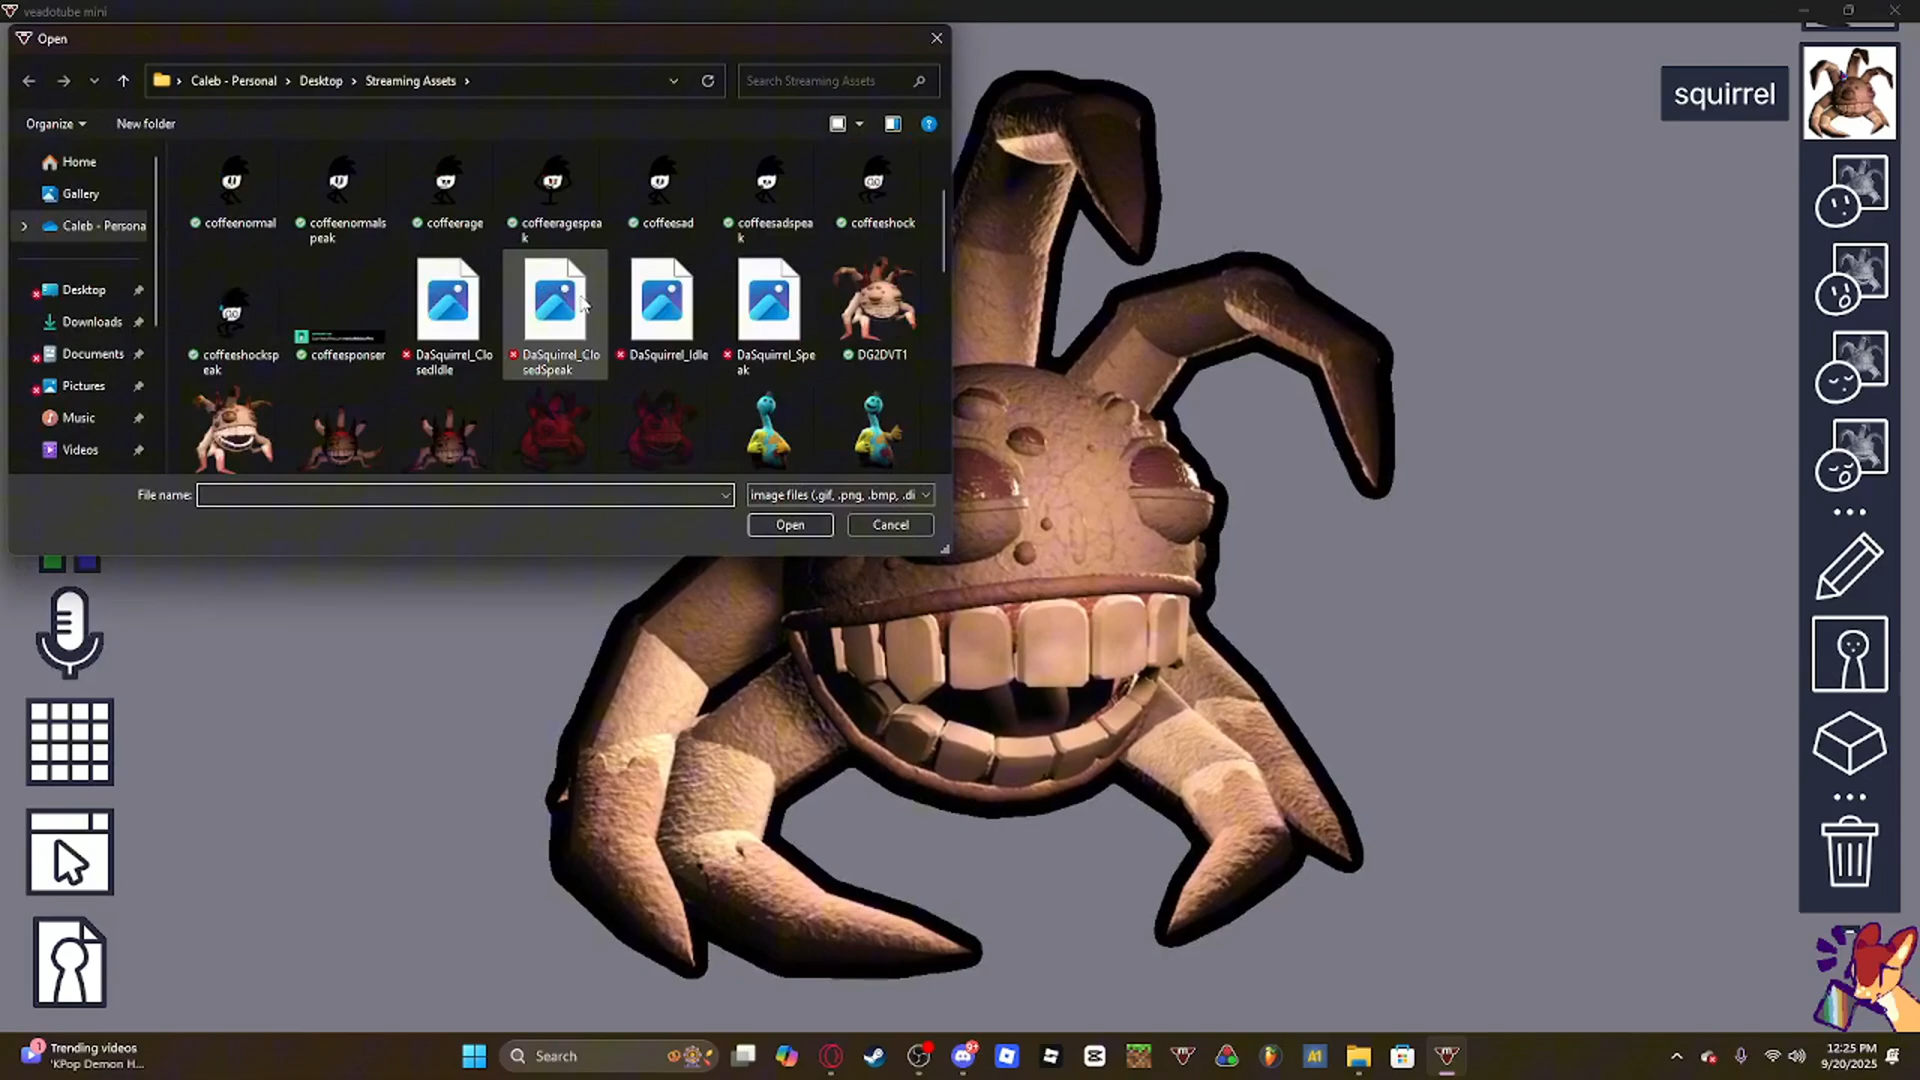 veadotube mini
Open
Caleb - Personal > Desktop > Streaming Assets >
Search Streaming Assets
Organize
New folder
Home
Gallery
Caleb - Persona
Desktop
Downloads
Documents
Pictures
Music
Videos
coffeenormal
coffeenormals
peak
coffeerage
coffeeragespea
k
coffeesad
coffeesadspea
k
coffeeshock
coffeeshocksp
eak
coffeesponser
DaSquirrel_Clo
sedIdle
DaSquirrel_Clo
sedSpeak
DaSquirrel_Idle
DaSquirrel_Spe
ak
DG2DVT1
File name:
image files (.gif, .png, .bmp, .di
Open
Cancel
squirrel
1
Trending videos
'KPop Demon H...
Search
9+
A1
12:25 PM
9/20/2025